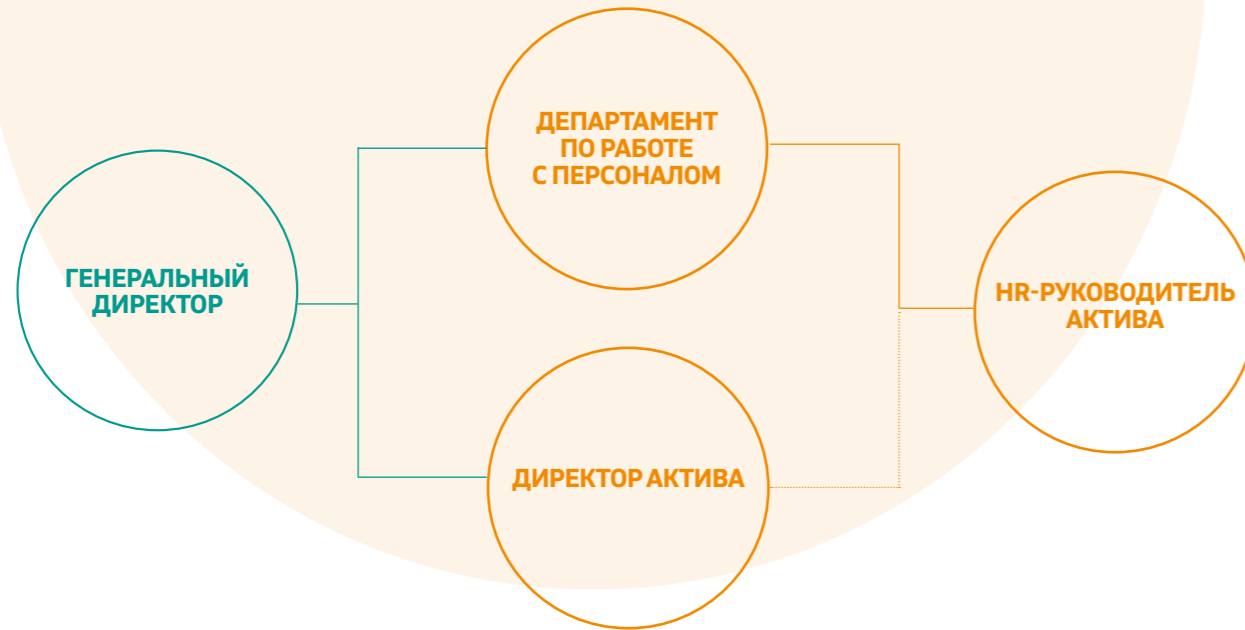 ДЕПАРТАМЕНТ
ПО РАБОТЕ
С ПЕРСОНАЛОМ
ГЕНЕРАЛЬНЫЙ
ДИРЕКТОР
HR-РУКОВОДИТЕЛЬ
АКТИВА
ДИРЕКТОР АКТИВА